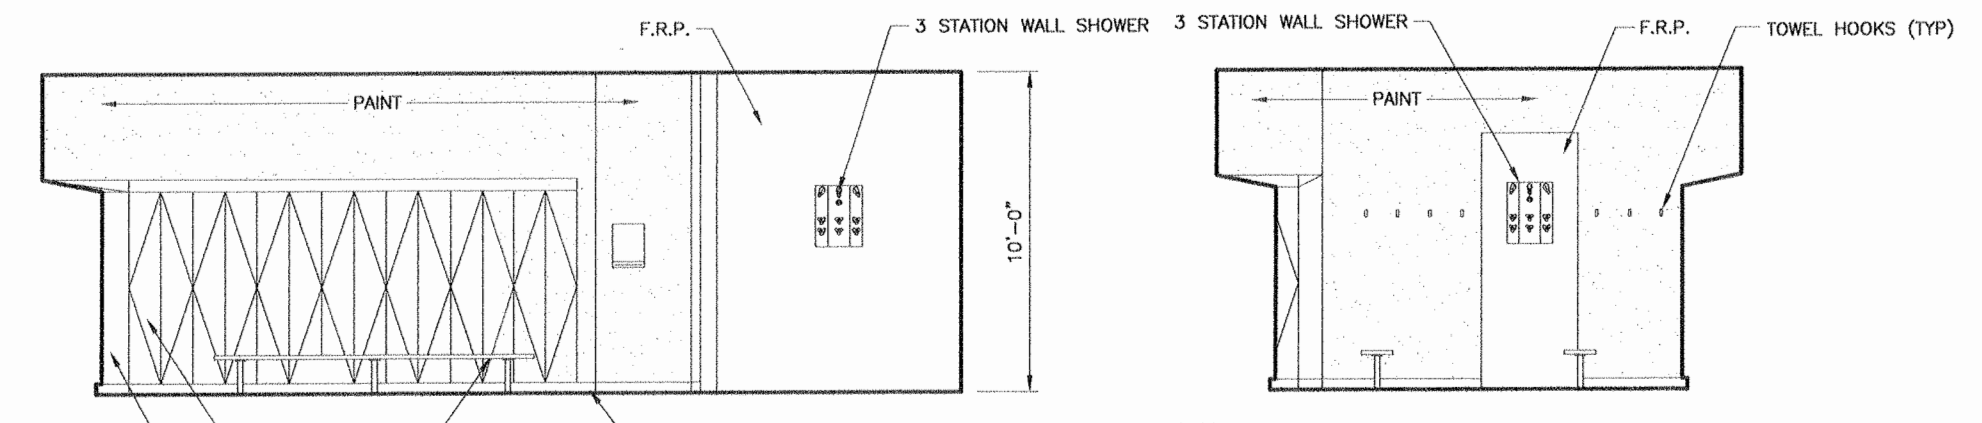 F.R.P.
3 STATION WALL SHOWER
3 STATION WALL SHOWER
F.R.P.
TOWEL HOOKS (TYP)
PAINT
PAINT
10'-0"